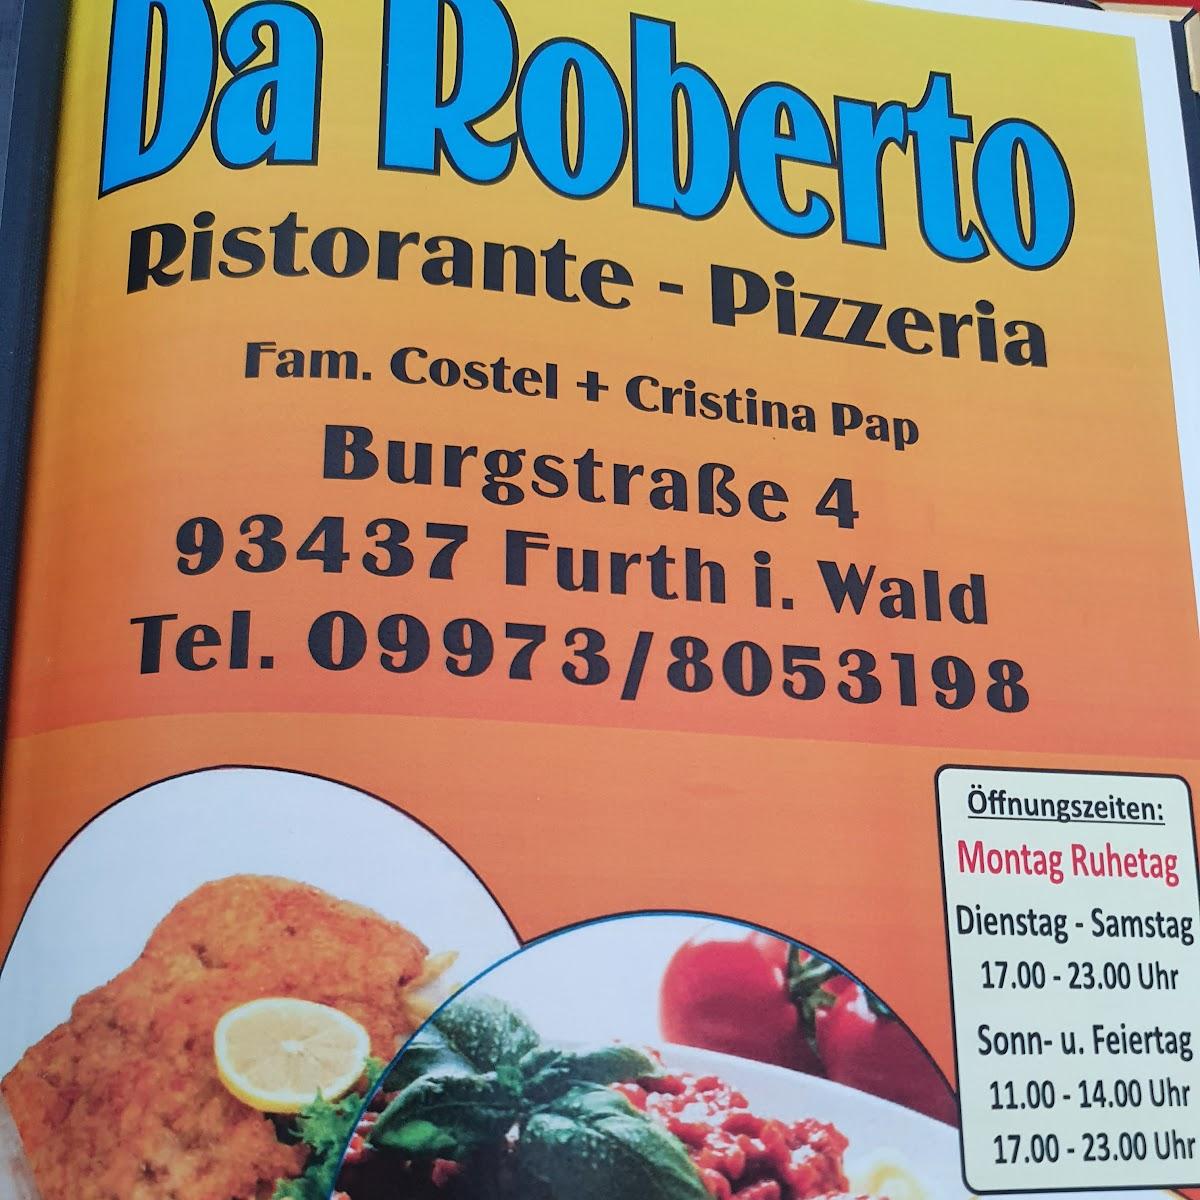 Da Roberto
Ristorante - Pizzeria
Fam. Costel + Cristina Pap
Burgstraße 4
93437 Furth i. Wald
Tel. 09973/8053198
Öffnungszeiten:
Montag Ruhetag
Dienstag - Samstag
17.00 - 23.00 Uhr
Sonn- u. Feiertag
11.00 - 14.00 Uhr
17.00 - 23.00 Uhr